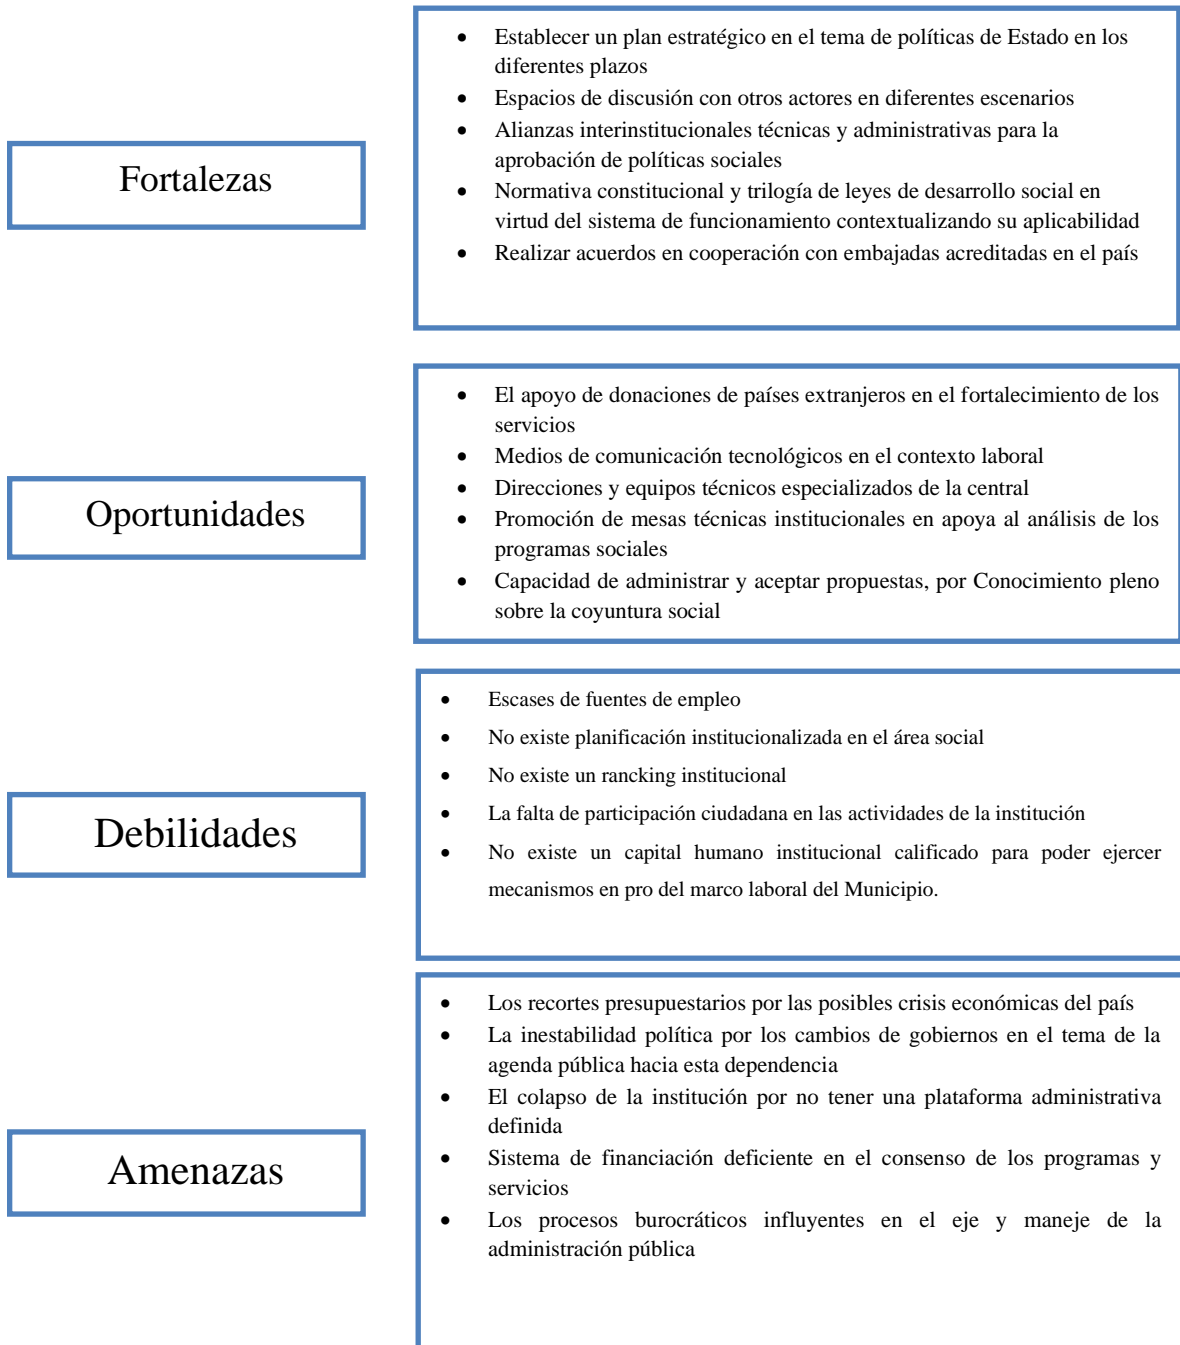 Fortalezas
• Establecer un plan estratégico en el tema de políticas de Estado en los
diferentes plazos
• Espacios de discusión con otros actores en diferentes escenarios
• Alianzas interinstitucionales técnicas y administrativas para la
aprobación de políticas sociales
• Normativa constitucional y trilogía de leyes de desarrollo social en
virtud del sistema de funcionamiento contextualizando su aplicabilidad
• Realizar acuerdos en cooperación con embajadas acreditadas en el país
Oportunidades
• El apoyo de donaciones de países extranjeros en el fortalecimiento de los
servicios
• Medios de comunicación tecnológicos en el contexto laboral
• Direcciones y equipos técnicos especializados de la central
• Promoción de mesas técnicas institucionales en apoya al análisis de los
programas sociales
• Capacidad de administrar y aceptar propuestas, por Conocimiento pleno
sobre la coyuntura social
Debilidades
• Escases de fuentes de empleo
• No existe planificación institucionalizada en el área social
• No existe un rancking institucional
• La falta de participación ciudadana en las actividades de la institución
• No existe un capital humano institucional calificado para poder ejercer
mecanismos en pro del marco laboral del Municipio.
Amenazas
• Los recortes presupuestarios por las posibles crisis económicas del país
• La inestabilidad política por los cambios de gobiernos en el tema de la
agenda pública hacia esta dependencia
• El colapso de la institución por no tener una plataforma administrativa
definida
• Sistema de financiación deficiente en el consenso de los programas y
servicios
• Los procesos burocráticos influyentes en el eje y maneje de la
administración pública